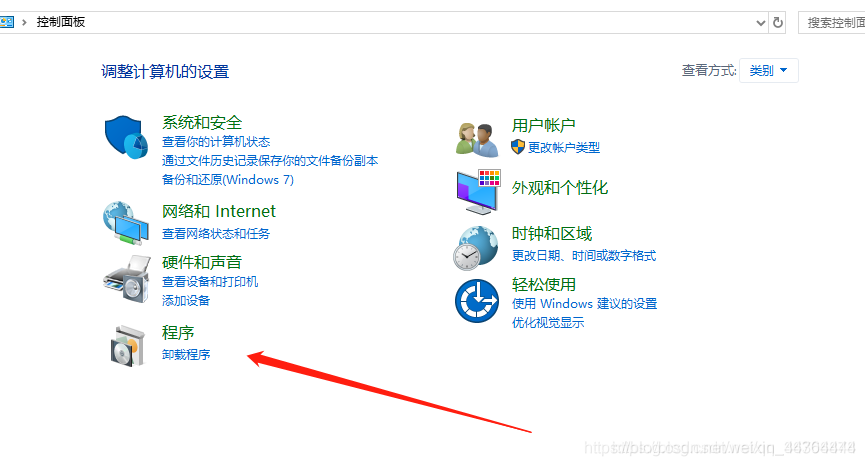 控制面板
搜索控制面
调整计算机的设置
查看方式: 类别
系统和安全
查看你的计算机状态
通过文件历史记录保存你的文件备份副本
备份和还原(Windows 7)
网络和 Internet
查看网络状态和任务
硬件和声音
查看设备和打印机
添加设备
程序
卸载程序
用户帐户
更改帐户类型
外观和个性化
时钟和区域
更改日期、时间或数字格式
轻松使用
使用 Windows 建议的设置
优化视觉显示